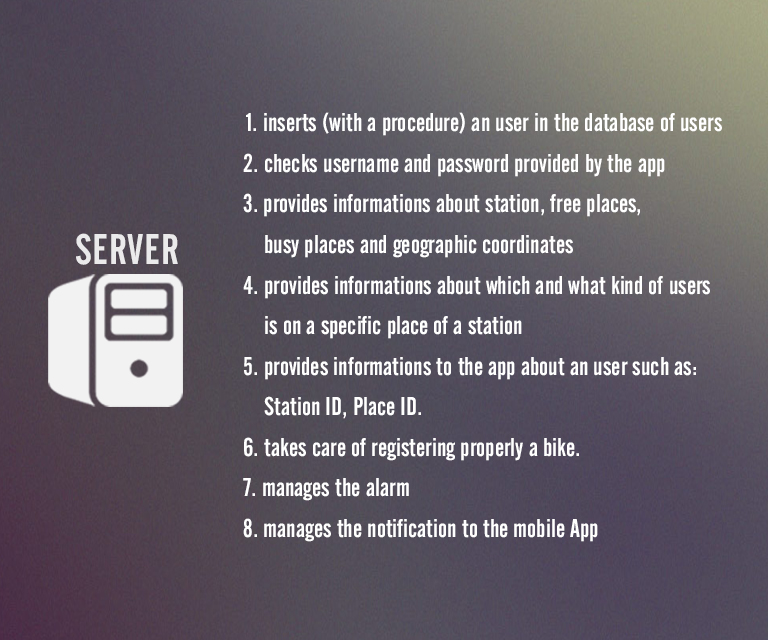 SERVER
1. inserts (with a procedure) an user in the database of users
2. checks username and password provided by the app
3. provides informations about station, free places,
busy places and geographic coordinates
4. provides informations about which and what kind of users
is on a specific place of a station
5. provides informations to the app about an user such as:
Station ID, Place ID.
6. takes care of registering properly a bike.
7. manages the alarm
8. manages the notification to the mobile App